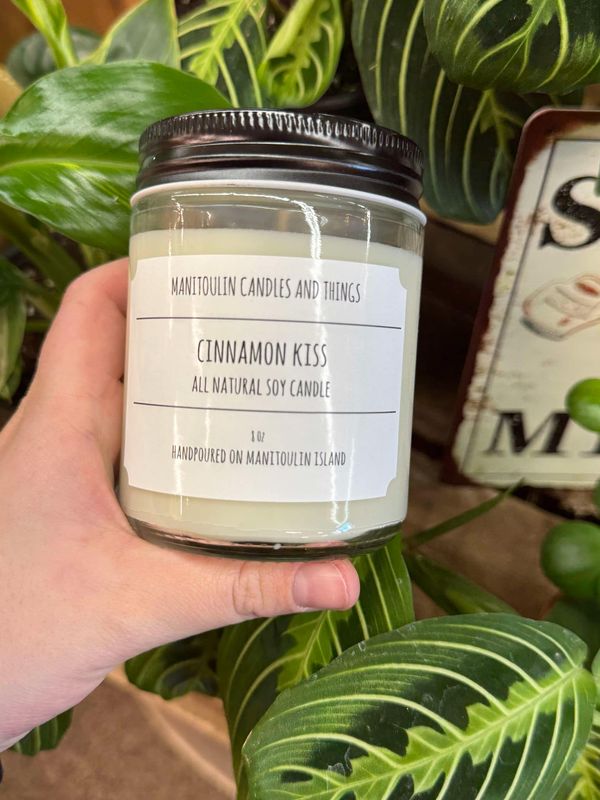 MANITOULIN CANDLES AND THINGS
CINNAMON KISS
ALL NATURAL SOY CANDLE
8 OZ
HANDPOURED ON MANITOULIN ISLAND